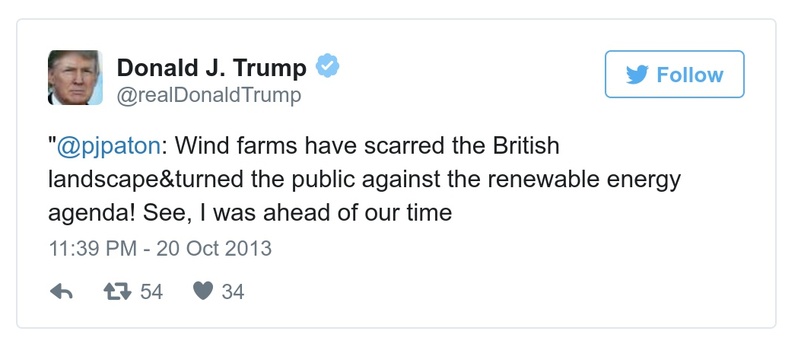 Donald J. Trump
@realDonaldTrump
Follow
"@pjpaton: Wind farms have scarred the British
landscape&turned the public against the renewable energy
agenda! See, I was ahead of our time
11:39 PM - 20 Oct 2013
54 34